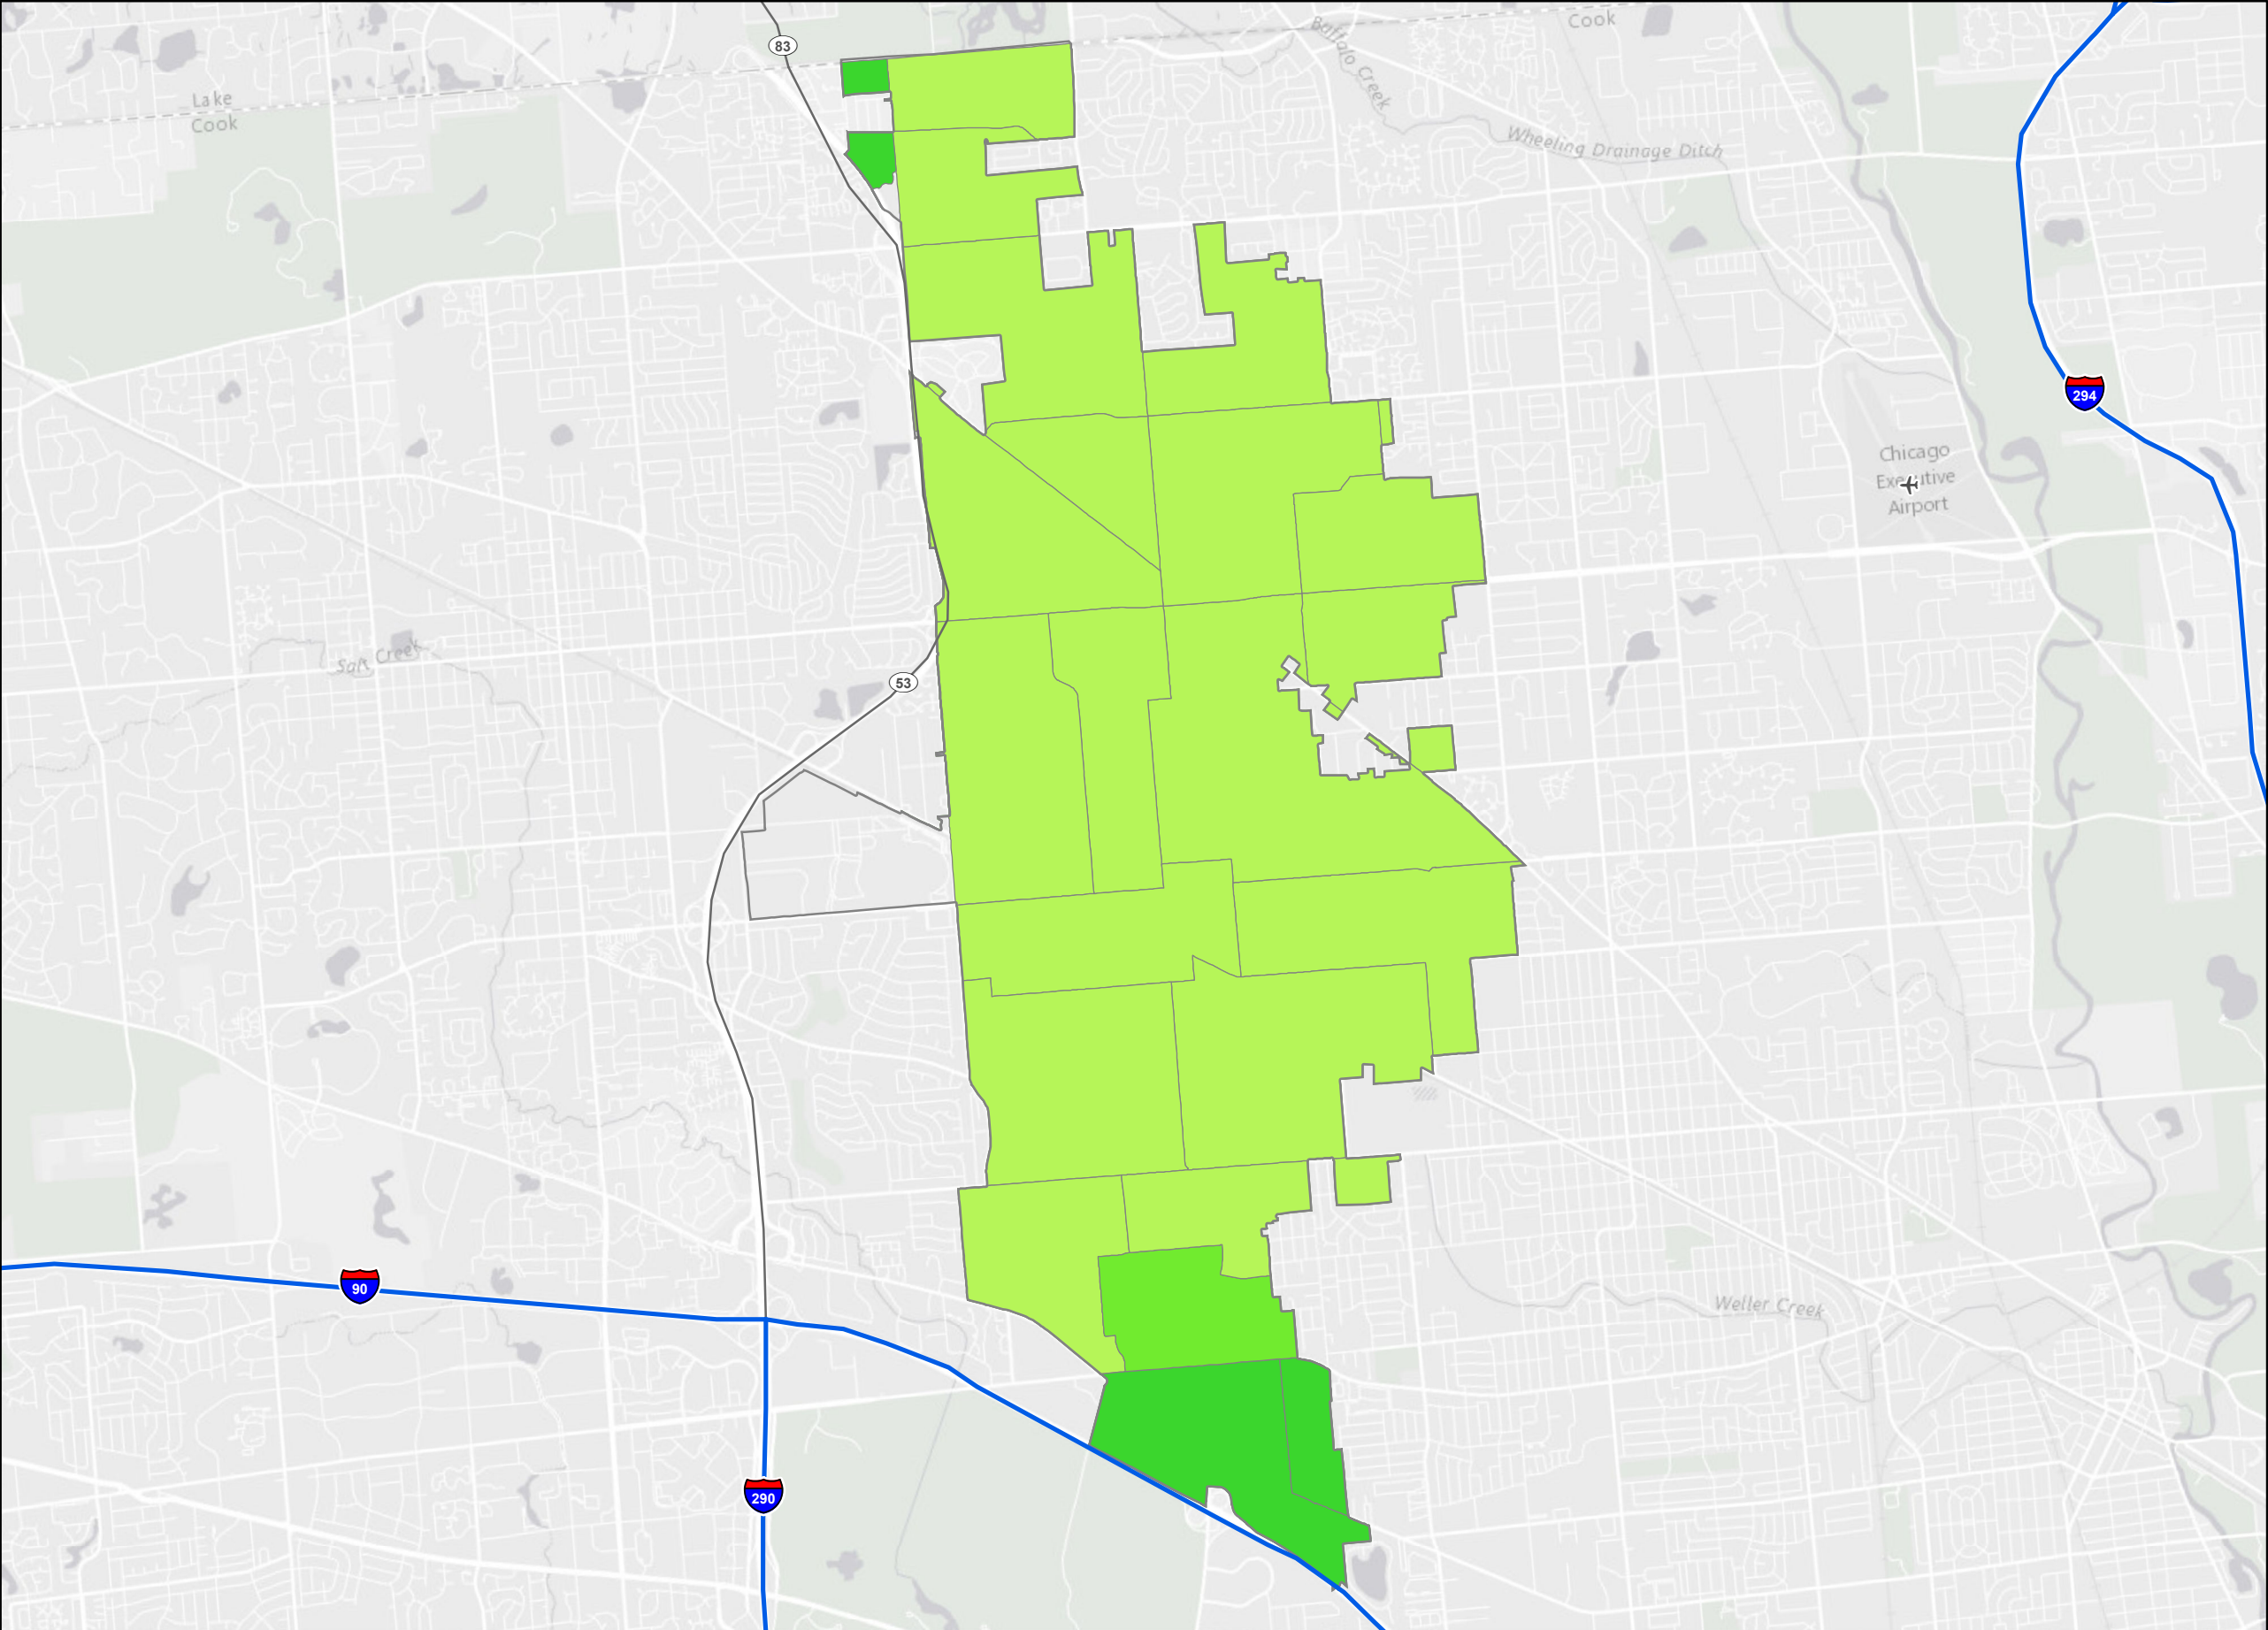 Cook
83
Buffalo Creek
Lake
Cook
Wheeling Drainage Ditch
294
Chicago
Executive
Airport
Salt Creek
53
90
Weller Creek
290